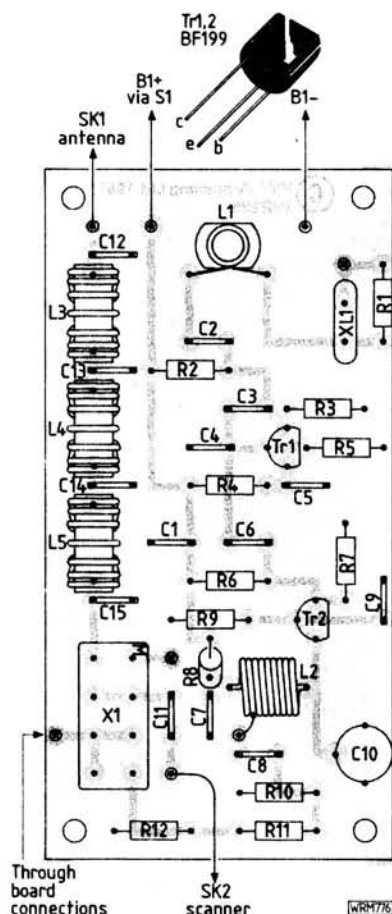 Tr1,2
BF199
B1+
via S1
B1-
SK1
antenna
c
e
b
C12
L1
L3
XL1
R1
C2
C13
R2
C3
R3
L4
C4
Tr1
R5
C14
R4
C5
L5
C1
C6
R7
R6
C9
C15
R9
Tr2
M
R8
L2
X1
C11
C7
C10
C8
R10
R12
R11
Through
board
connections
SK2
scanner
WRM776